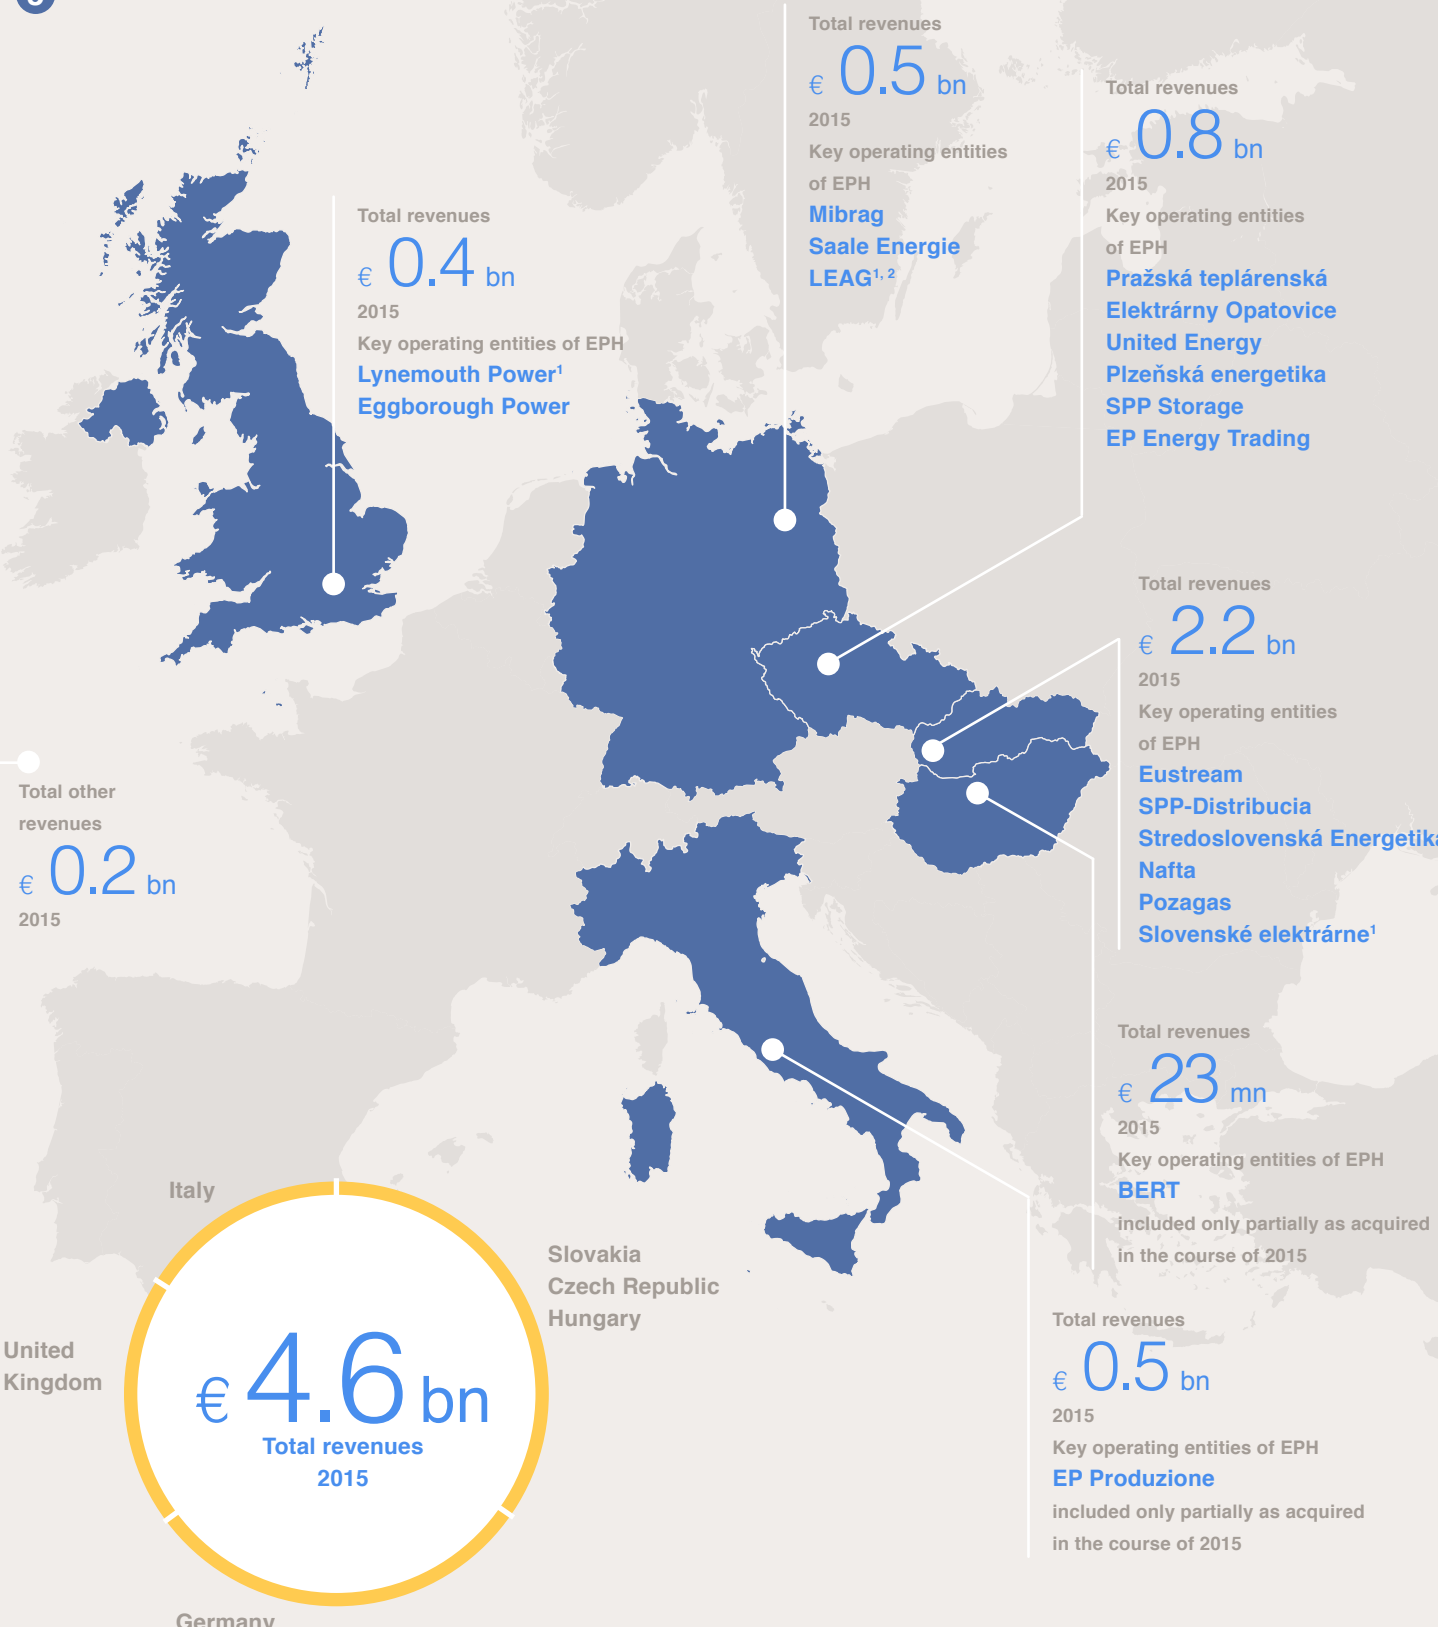 Total revenues
€ 0.5 bn
2015
Key operating entities
of EPH
Mibrag
Saale Energie
LEAG1, 2
Total revenues
€ 0.8 bn
2015
Key operating entities
of EPH
Pražská teplárenská
Elektrárny Opatovice
United Energy
Plzeňská energetika
SPP Storage
EP Energy Trading
Total revenues
€ 0.4 bn
2015
Key operating entities of EPH
Lynemouth Power1
Eggborough Power
Total revenues
€ 2.2 bn
2015
Key operating entities
of EPH
Eustream
SPP-Distribucia
Stredoslovenská Energetika
Nafta
Pozagas
Slovenské elektrárne1
Total other
revenues
€ 0.2 bn
2015
Total revenues
€ 23 mn
2015
Key operating entities of EPH
BERT
included only partially as acquired
in the course of 2015
Total revenues
€ 0.5 bn
2015
Key operating entities of EPH
EP Produzione
included only partially as acquired
in the course of 2015
Italy
Slovakia
Czech Republic
Hungary
United
Kingdom
€ 4.6 bn
Total revenues
2015
Germany